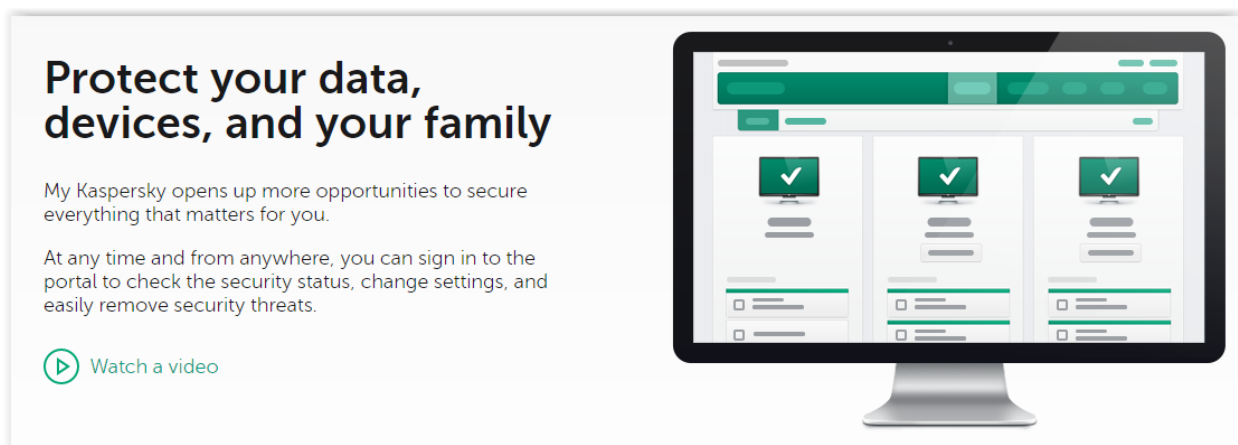 Protect your data,
devices, and your family
My Kaspersky opens up more opportunities to secure
everything that matters for you.
At any time and from anywhere, you can sign in to the
portal to check the security status, change settings, and
easily remove security threats.
Watch a video